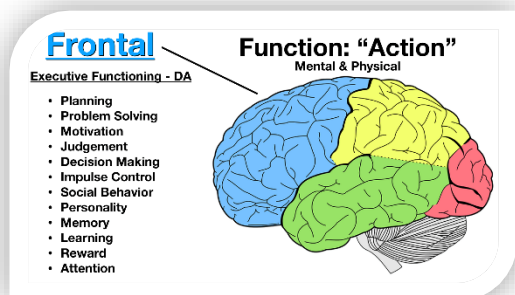 Frontal
Function: “Action”
Mental & Physical
Executive Functioning - DA
• Planning
• Problem Solving
• Motivation
• Judgement
• Decision Making
• Impulse Control
• Social Behavior
• Personality
• Memory
• Learning
• Reward
• Attention